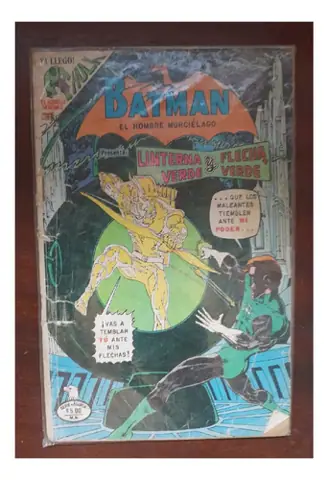 ¡YA LLEGO!
BATMAN
EL HOMBRE MURCIÉLAGO
Presenta:
LINTERNA VERDE y FLECHA VERDE
...QUE LOS
MALEANTES
TIEMBLEN
ANTE MI
PODER...
¡VAS A
TEMBLAR
TÚ ANTE
MIS
FLECHAS!
$5.00